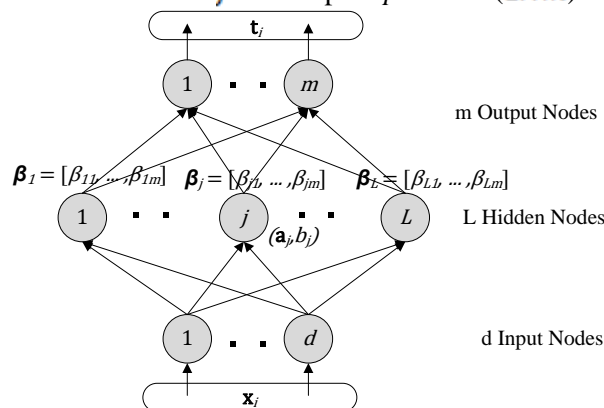 t_i
1 . . m
m Output Nodes
β_1 = [β_11, ... ,β_1m] β_j = [β_j1, ... ,β_jm] β_L = [β_L1, ... ,β_Lm]
1 . . j . . L
L Hidden Nodes
(a_j,b_j)
1 . . d
d Input Nodes
x_i